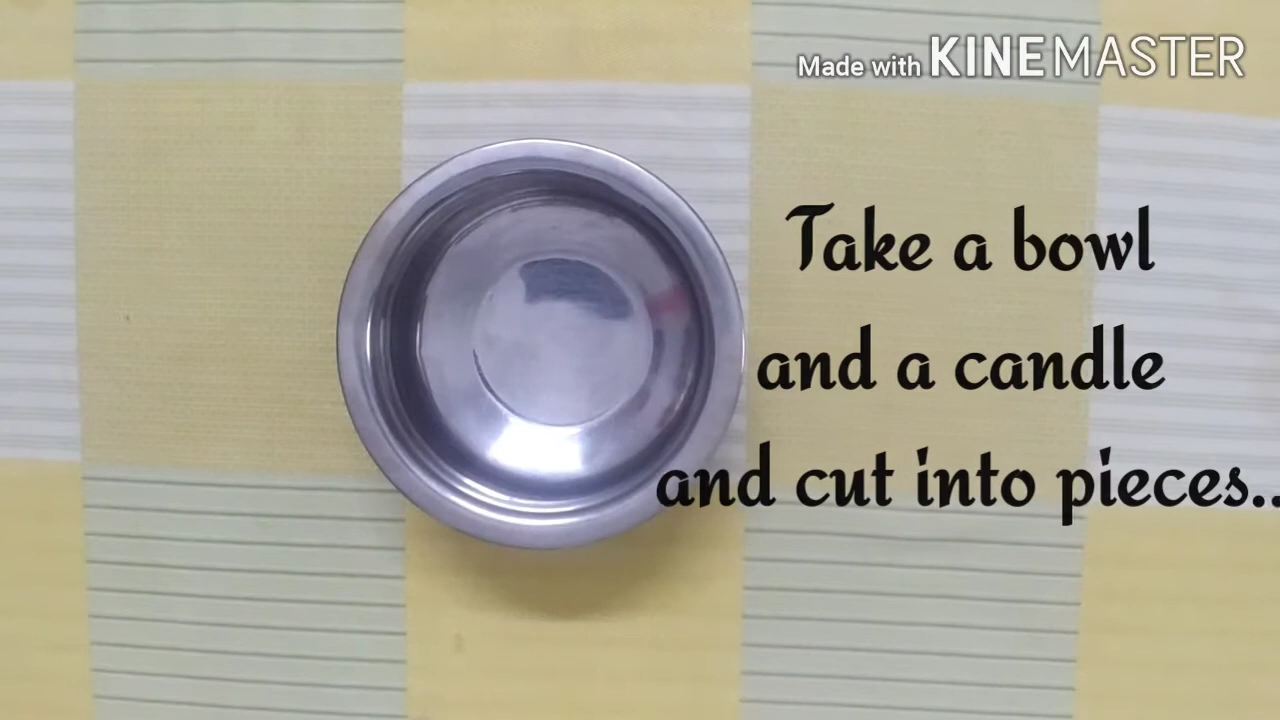 Made with KINEMASTER
Take a bowl
and a candle
and cut into pieces..